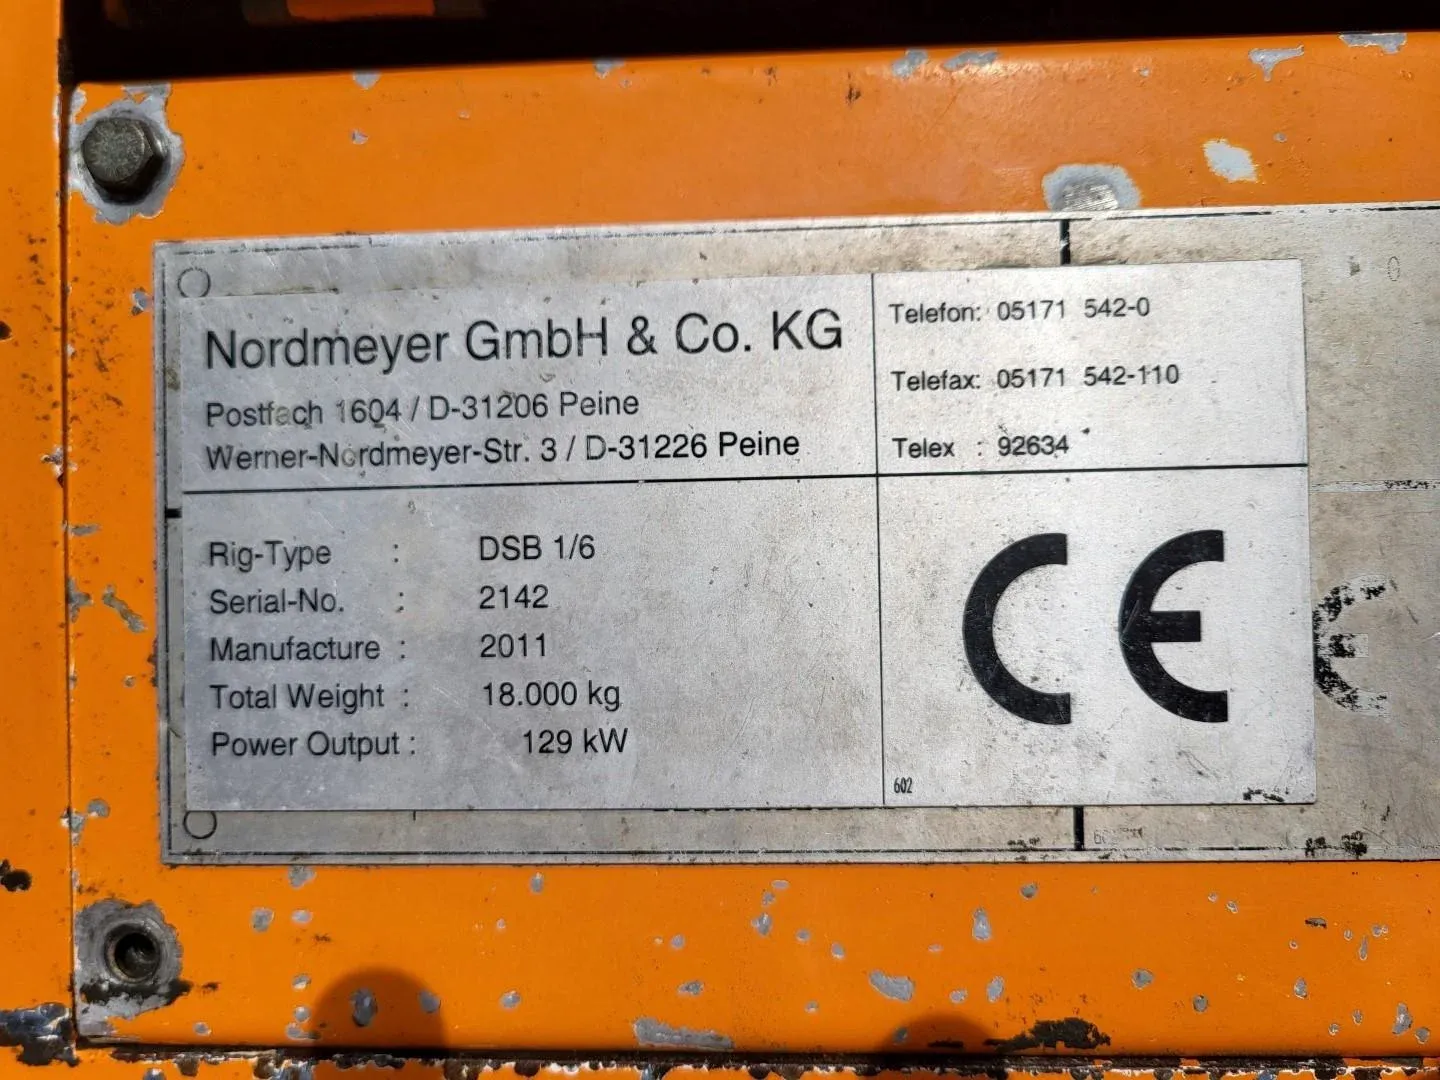 Nordmeyer GmbH & Co. KG
Postfach 1604 / D-31206 Peine
Werner-Nordmeyer-Str. 3 / D-31226 Peine
Telefon: 05171 542-0
Telefax: 05171 542-110
Telex : 92634
Rig-Type : DSB 1/6
Serial-No. : 2142
Manufacture : 2011
Total Weight : 18.000 kg
Power Output : 129 kW
CE
602